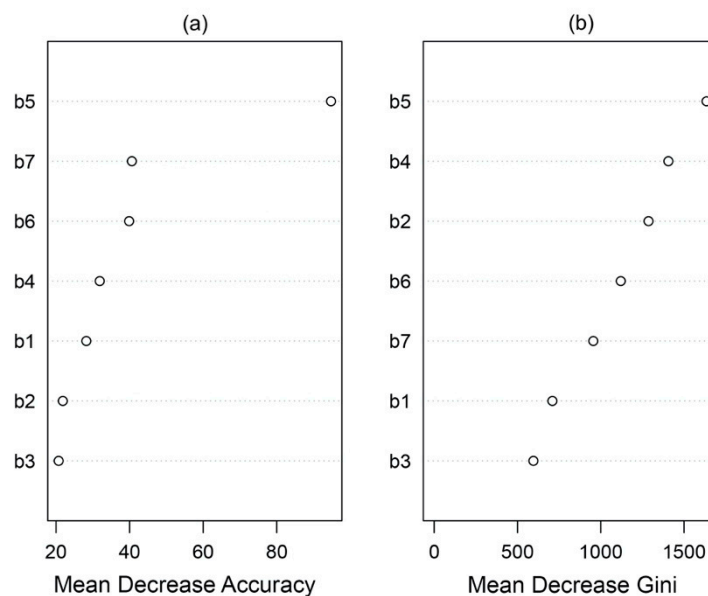 (a)
b5
b7
b6
b4
b1
b2
b3
20 40 60 80
Mean Decrease Accuracy
(b)
b5
b4
b2
b6
b7
b1
b3
0 500 1000 1500
Mean Decrease Gini